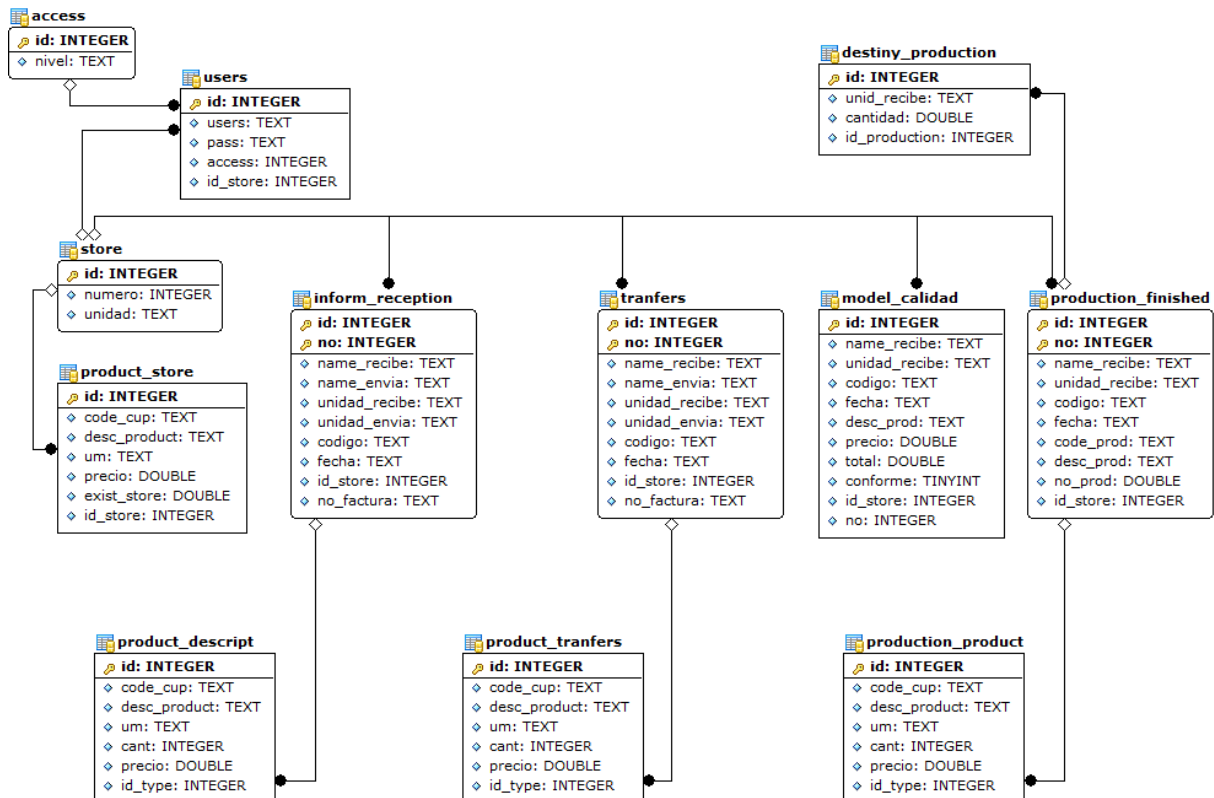 access
id: INTEGER
nivel: TEXT
users
id: INTEGER
users: TEXT
pass: TEXT
access: INTEGER
id_store: INTEGER
destiny_production
id: INTEGER
unid_recibe: TEXT
cantidad: DOUBLE
id_production: INTEGER
store
id: INTEGER
numero: INTEGER
unidad: TEXT
product_store
id: INTEGER
code_cup: TEXT
desc_product: TEXT
um: TEXT
precio: DOUBLE
exist_store: DOUBLE
id_store: INTEGER
inform_reception
id: INTEGER
no: INTEGER
name_recibe: TEXT
name_envia: TEXT
unidad_recibe: TEXT
unidad_envia: TEXT
codigo: TEXT
fecha: TEXT
id_store: INTEGER
no_factura: TEXT
tranfers
id: INTEGER
no: INTEGER
name_recibe: TEXT
name_envia: TEXT
unidad_recibe: TEXT
unidad_envia: TEXT
codigo: TEXT
fecha: TEXT
id_store: INTEGER
no_factura: TEXT
model_calidad
id: INTEGER
name_recibe: TEXT
unidad_recibe: TEXT
codigo: TEXT
fecha: TEXT
desc_prod: TEXT
precio: DOUBLE
total: DOUBLE
conforme: TINYINT
id_store: INTEGER
no: INTEGER
production_finished
id: INTEGER
no: INTEGER
name_recibe: TEXT
unidad_recibe: TEXT
codigo: TEXT
fecha: TEXT
code_prod: TEXT
desc_prod: TEXT
no_prod: DOUBLE
id_store: INTEGER
product_descript
id: INTEGER
code_cup: TEXT
desc_product: TEXT
um: TEXT
cant: INTEGER
precio: DOUBLE
id_type: INTEGER
product_tranfers
id: INTEGER
code_cup: TEXT
desc_product: TEXT
um: TEXT
cant: INTEGER
precio: DOUBLE
id_type: INTEGER
production_product
id: INTEGER
code_cup: TEXT
desc_product: TEXT
um: TEXT
cant: INTEGER
precio: DOUBLE
id_type: INTEGER